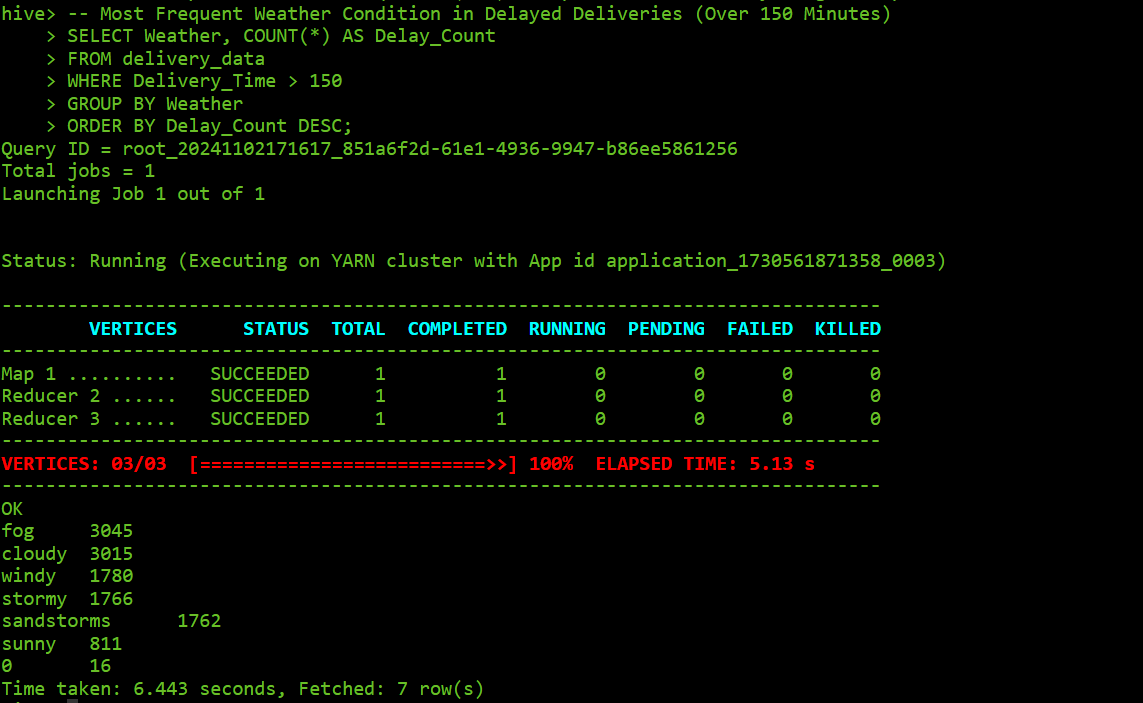 hive> -- Most Frequent Weather Condition in Delayed Deliveries (Over 150 Minutes)
    > SELECT Weather, COUNT(*) AS Delay_Count
    > FROM delivery_data
    > WHERE Delivery_Time > 150
    > GROUP BY Weather
    > ORDER BY Delay_Count DESC;
Query ID = root_20241102171617_851a6f2d-61e1-4936-9947-b86ee5861256
Total jobs = 1
Launching Job 1 out of 1
Status: Running (Executing on YARN cluster with App id application_1730561871358_0003)
--------------------------------------------------------------------------------
        VERTICES      STATUS  TOTAL  COMPLETED  RUNNING  PENDING  FAILED  KILLED
--------------------------------------------------------------------------------
Map 1 ..........   SUCCEEDED      1          1        0        0       0       0
Reducer 2 ......   SUCCEEDED      1          1        0        0       0       0
Reducer 3 ......   SUCCEEDED      1          1        0        0       0       0
--------------------------------------------------------------------------------
VERTICES: 03/03  [==========================>>] 100%  ELAPSED TIME: 5.13 s
--------------------------------------------------------------------------------
OK
fog     3045
cloudy  3015
windy   1780
stormy  1766
sandstorms      1762
sunny   811
0       16
Time taken: 6.443 seconds, Fetched: 7 row(s)